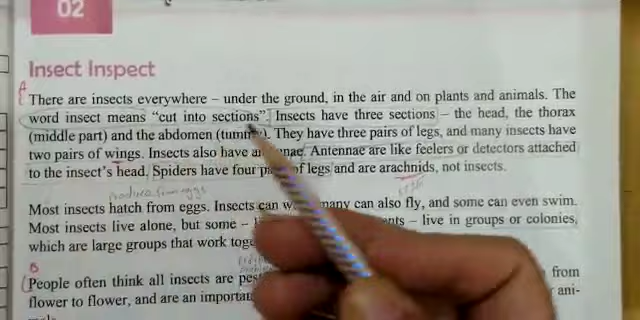 02
Insect Inspect
A
There are insects everywhere – under the ground, in the air and on plants and animals. The
word insect means "cut into sections". Insects have three sections – the head, the thorax
(middle part) and the abdomen (tummy). They have three pairs of legs, and many insects have
two pairs of wings. Insects also have antennae. Antennae are like feelers or detectors attached
to the insect's head. Spiders have four pairs of legs and are arachnids, not insects.
Most insects hatch from eggs. Insects can many can also fly, and some can even swim.
Most insects live alone, but some – – live in groups or colonies,
which are large groups that work
B
People often think all insects are from
flower to flower, and are an ani-